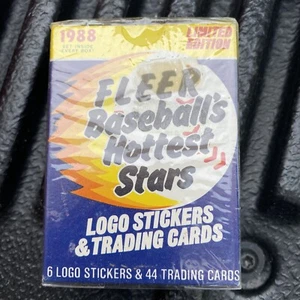 1988
LIMITED
EDITION
FLEER
Baseball's
Hottest
Stars
LOGO STICKERS
& TRADING CARDS
6 LOGO STICKERS & 44 TRADING CARDS